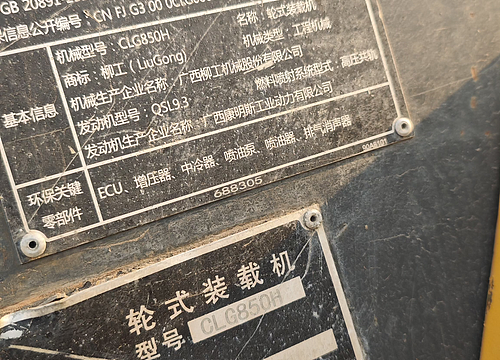 GB 20891-2
信息公开编号：CN FJ G3 00 0CLG
机械型号：CLG850H 名称：轮式装载机
商标：柳工（LiuGong） 机械类型：工程机械
机械生产企业名称：广西柳工机械股份有限公司
基本信息
发动机型号：QSL9.3 燃料喷射系统型式：高压共轨
发动机生产企业名称：广西康明斯工业动力有限公司
环保关键零部件
ECU、增压器、中冷器、喷油泵、喷油器、排气消声器
688305
90A8101
轮式装载机
型号 CLG850H